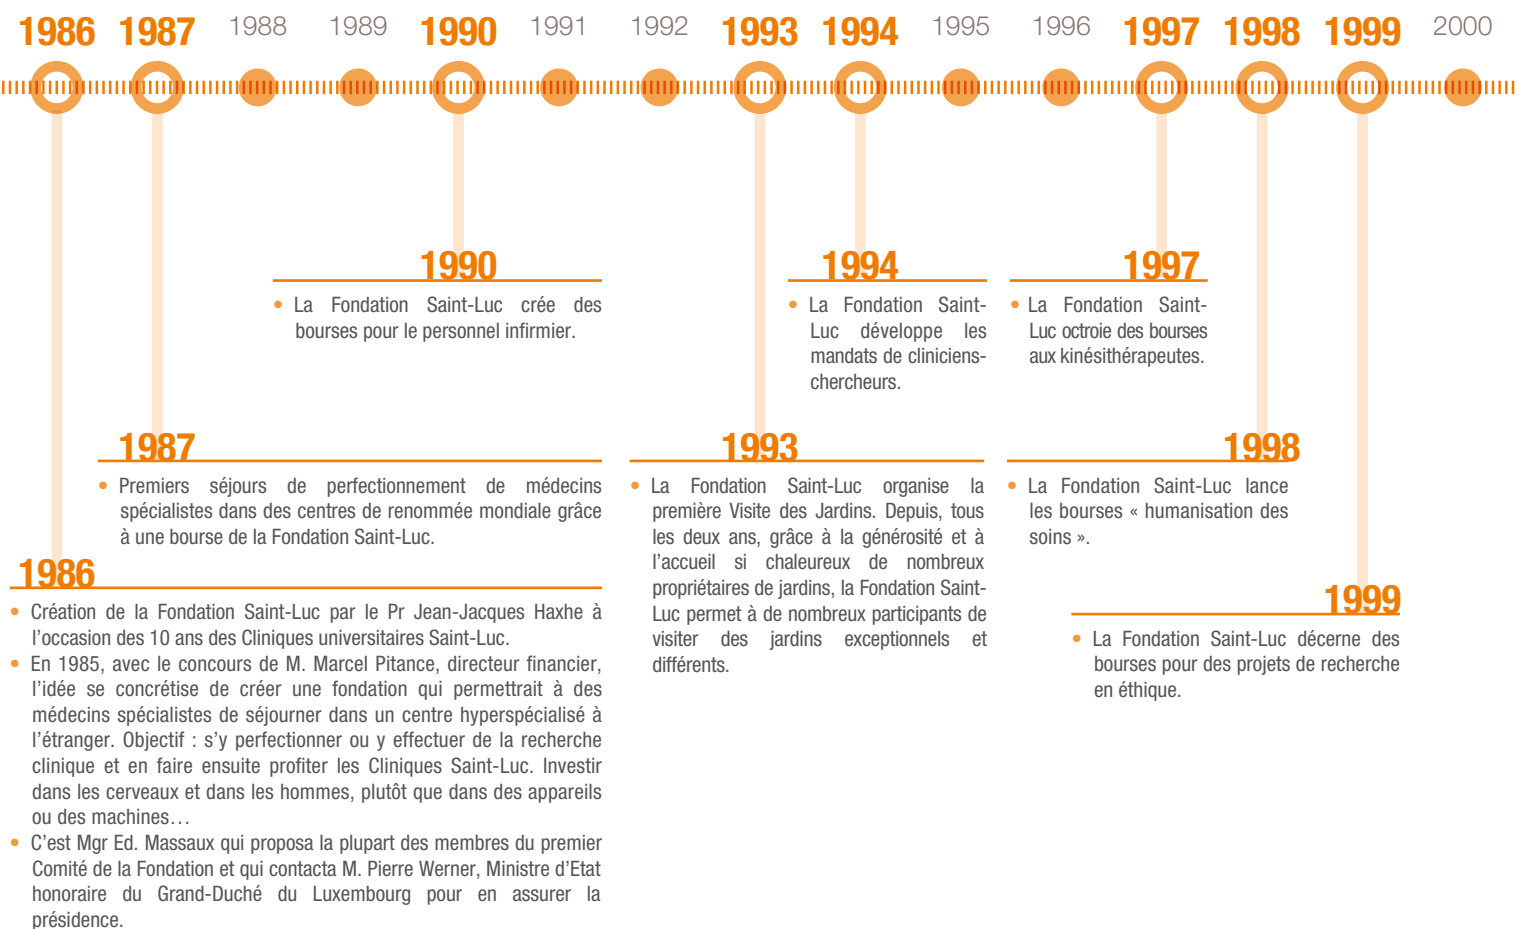 1986 1987 1988 1989 1990 1991 1992 1993 1994 1995 1996 1997 1998 1999 2000
1990
• La Fondation Saint-Luc crée des
bourses pour le personnel infirmier.
1994
• La Fondation Saint-
Luc développe les
mandats de cliniciens-
chercheurs.
1997
• La Fondation Saint-
Luc octroie des bourses
aux kinésithérapeutes.
1987
• Premiers séjours de perfectionnement de médecins
spécialistes dans des centres de renommée mondiale grâce
à une bourse de la Fondation Saint-Luc.
1993
• La Fondation Saint-Luc organise la
première Visite des Jardins. Depuis, tous
les deux ans, grâce à la générosité et à
l’accueil si chaleureux de nombreux
propriétaires de jardins, la Fondation Saint-
Luc permet à de nombreux participants de
visiter des jardins exceptionnels et
différents.
1998
• La Fondation Saint-Luc lance
les bourses « humanisation des
soins ».
1986
• Création de la Fondation Saint-Luc par le Pr Jean-Jacques Haxhe à
l’occasion des 10 ans des Cliniques universitaires Saint-Luc.
• En 1985, avec le concours de M. Marcel Pitance, directeur financier,
l’idée se concrétise de créer une fondation qui permettrait à des
médecins spécialistes de séjourner dans un centre hyperspécialisé à
l’étranger. Objectif : s’y perfectionner ou y effectuer de la recherche
clinique et en faire ensuite profiter les Cliniques Saint-Luc. Investir
dans les cerveaux et dans les hommes, plutôt que dans des appareils
ou des machines…
• C’est Mgr Ed. Massaux qui proposa la plupart des membres du premier
Comité de la Fondation et qui contacta M. Pierre Werner, Ministre d’Etat
honoraire du Grand-Duché du Luxembourg pour en assurer la
présidence.
1999
• La Fondation Saint-Luc décerne des
bourses pour des projets de recherche
en éthique.